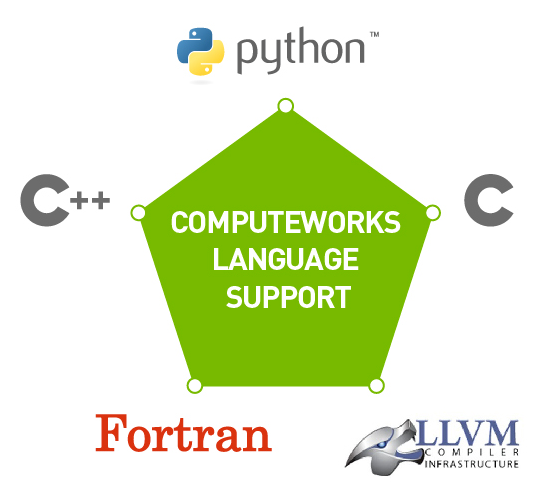 python™
C++
C
COMPUTEWORKS
LANGUAGE
SUPPORT
Fortran
LLVM
COMPILER
INFRASTRUCTURE